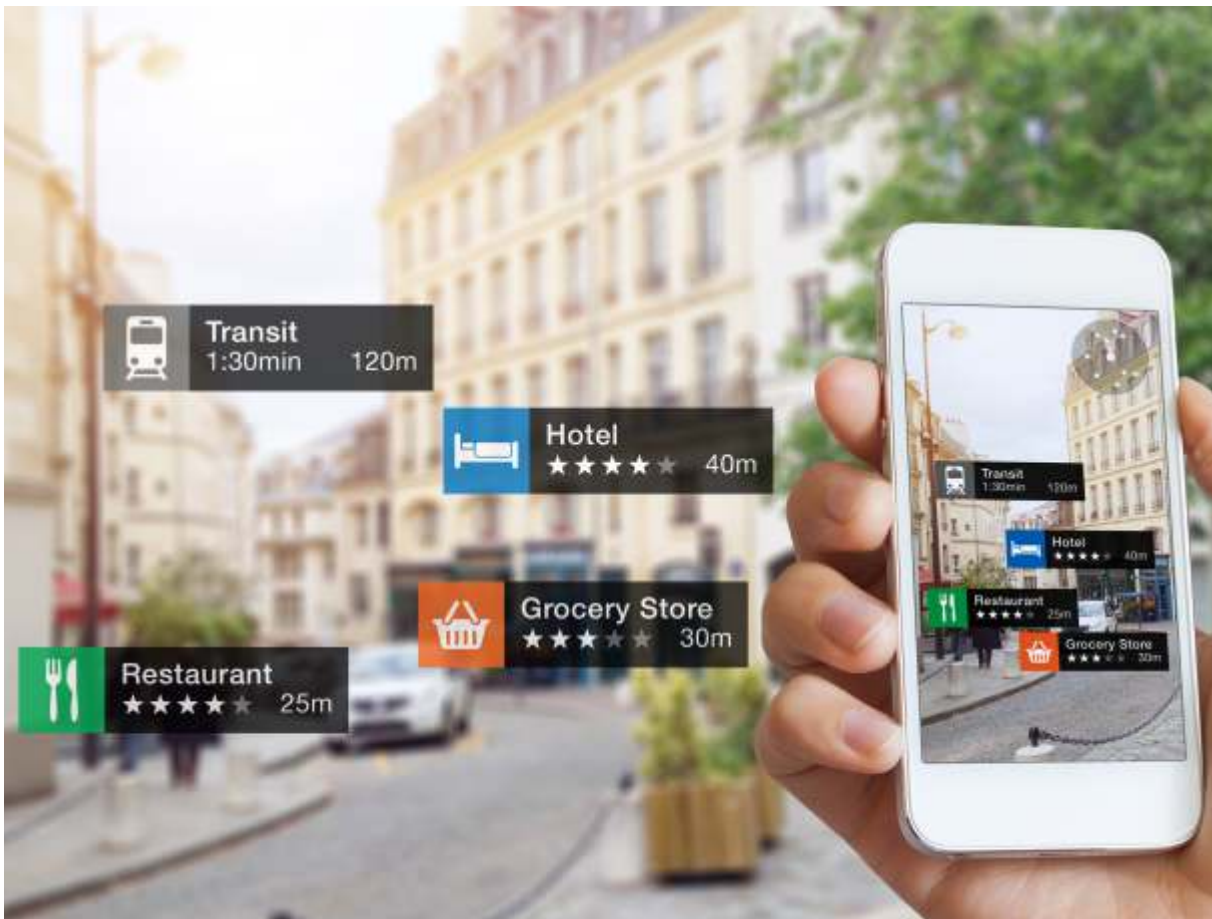 Transit
1:30min 120m
Hotel
40m
Grocery Store
30m
Restaurant
25m
Transit
1:30min 120m
Hotel
40m
Restaurant
25m
Grocery Store
30m